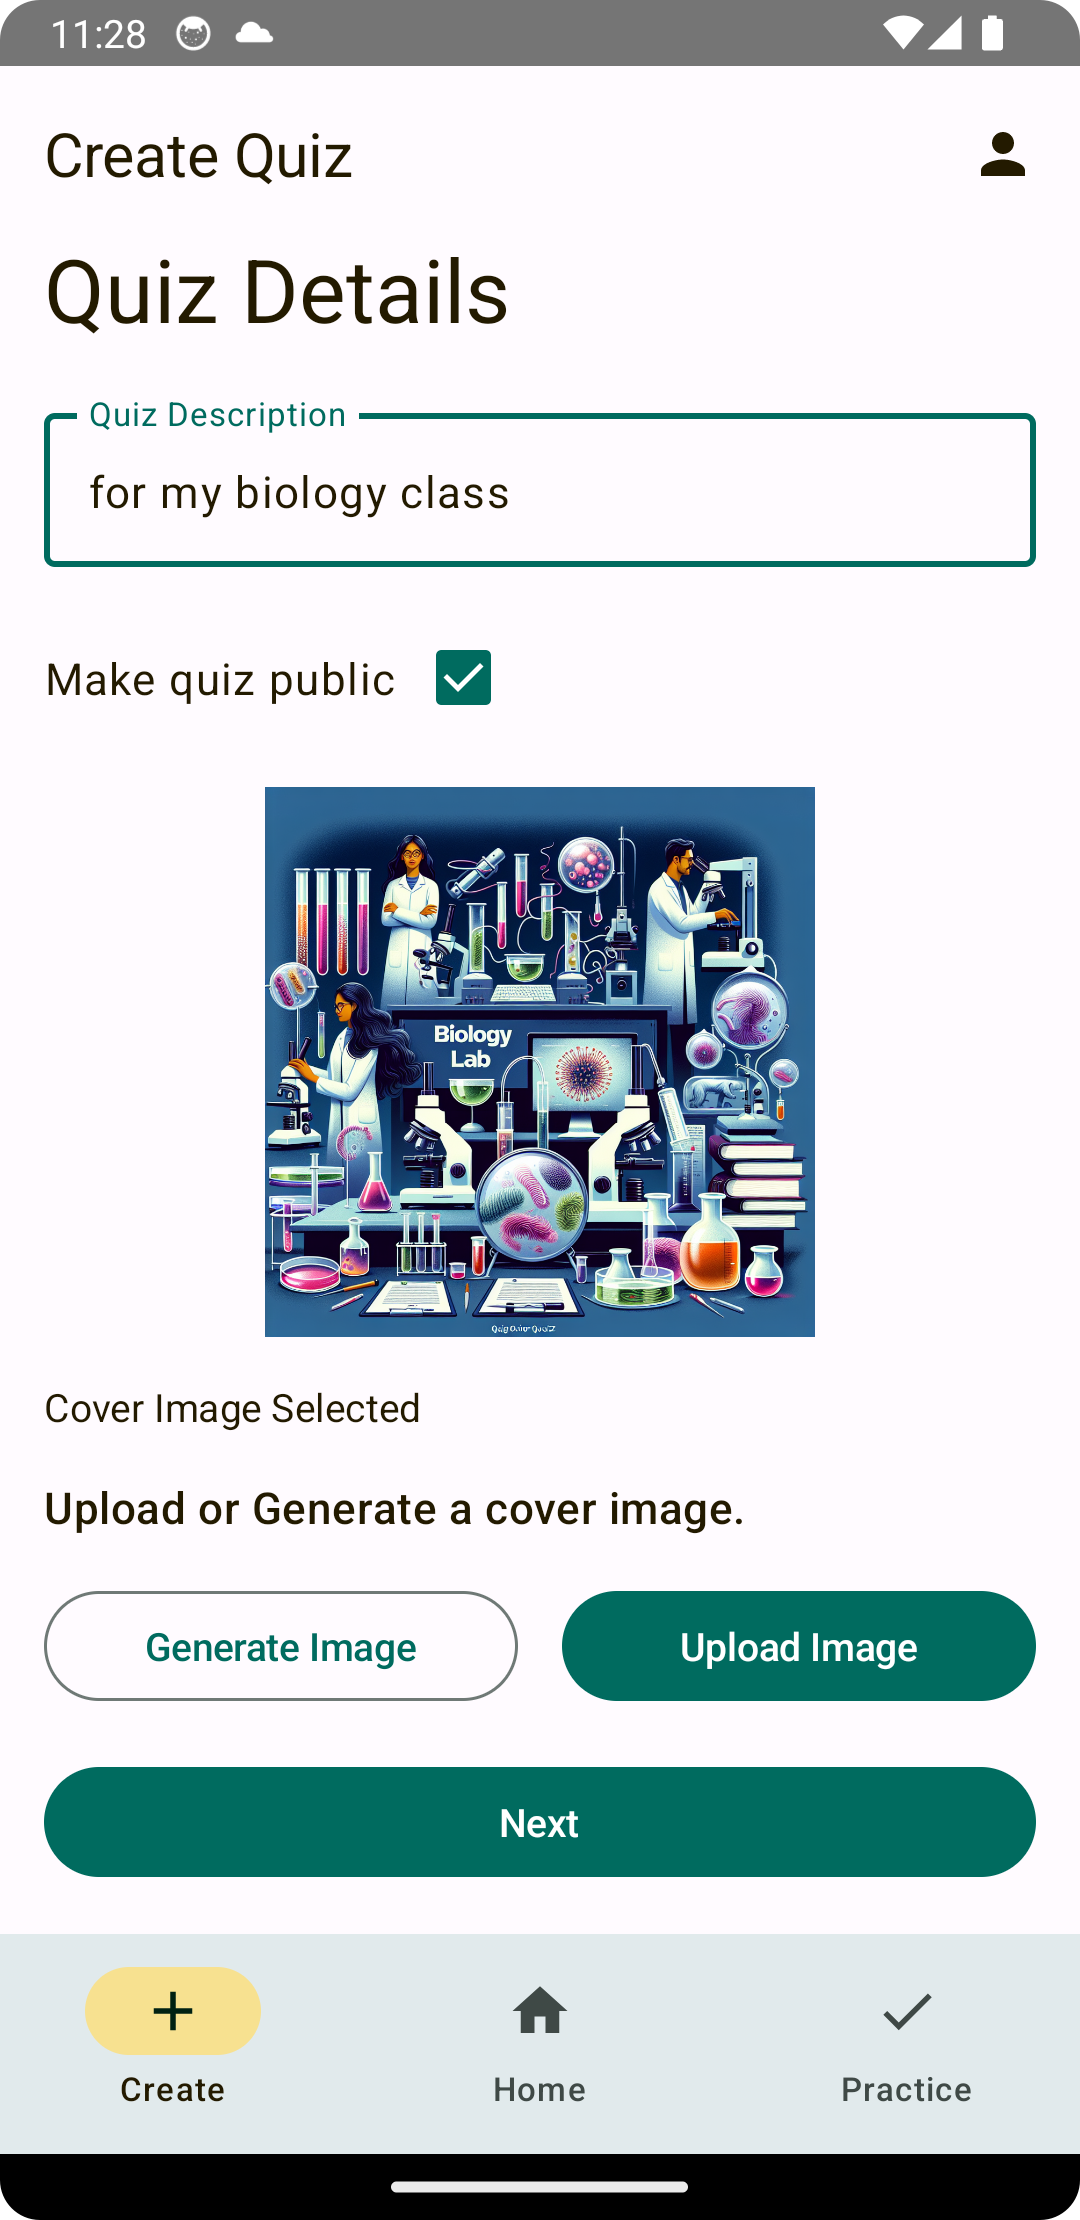 11:28
Create Quiz
Quiz Details
Quiz Description
for my biology class
Make quiz public
Biology
Lab
Cover Image Selected
Upload or Generate a cover image.
Generate Image
Upload Image
Next
Create
Home
Practice